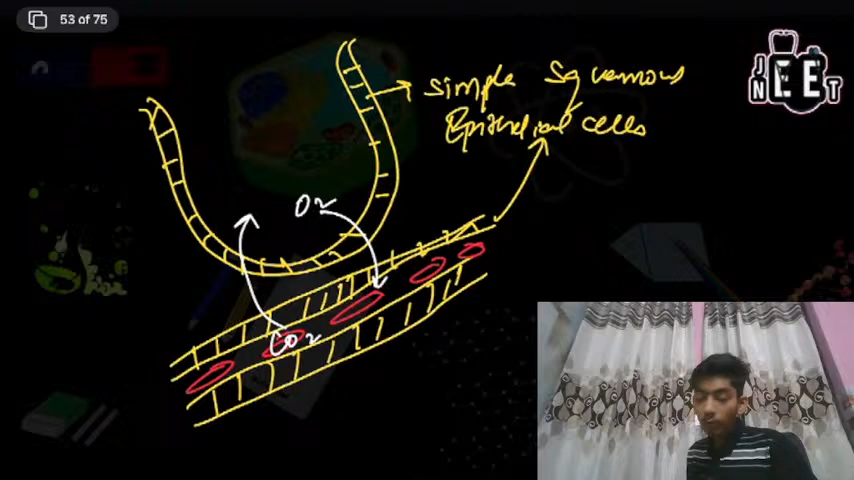 53 of 75
simple Squamous
Epithelial cells
O2
CO2
J
NEET